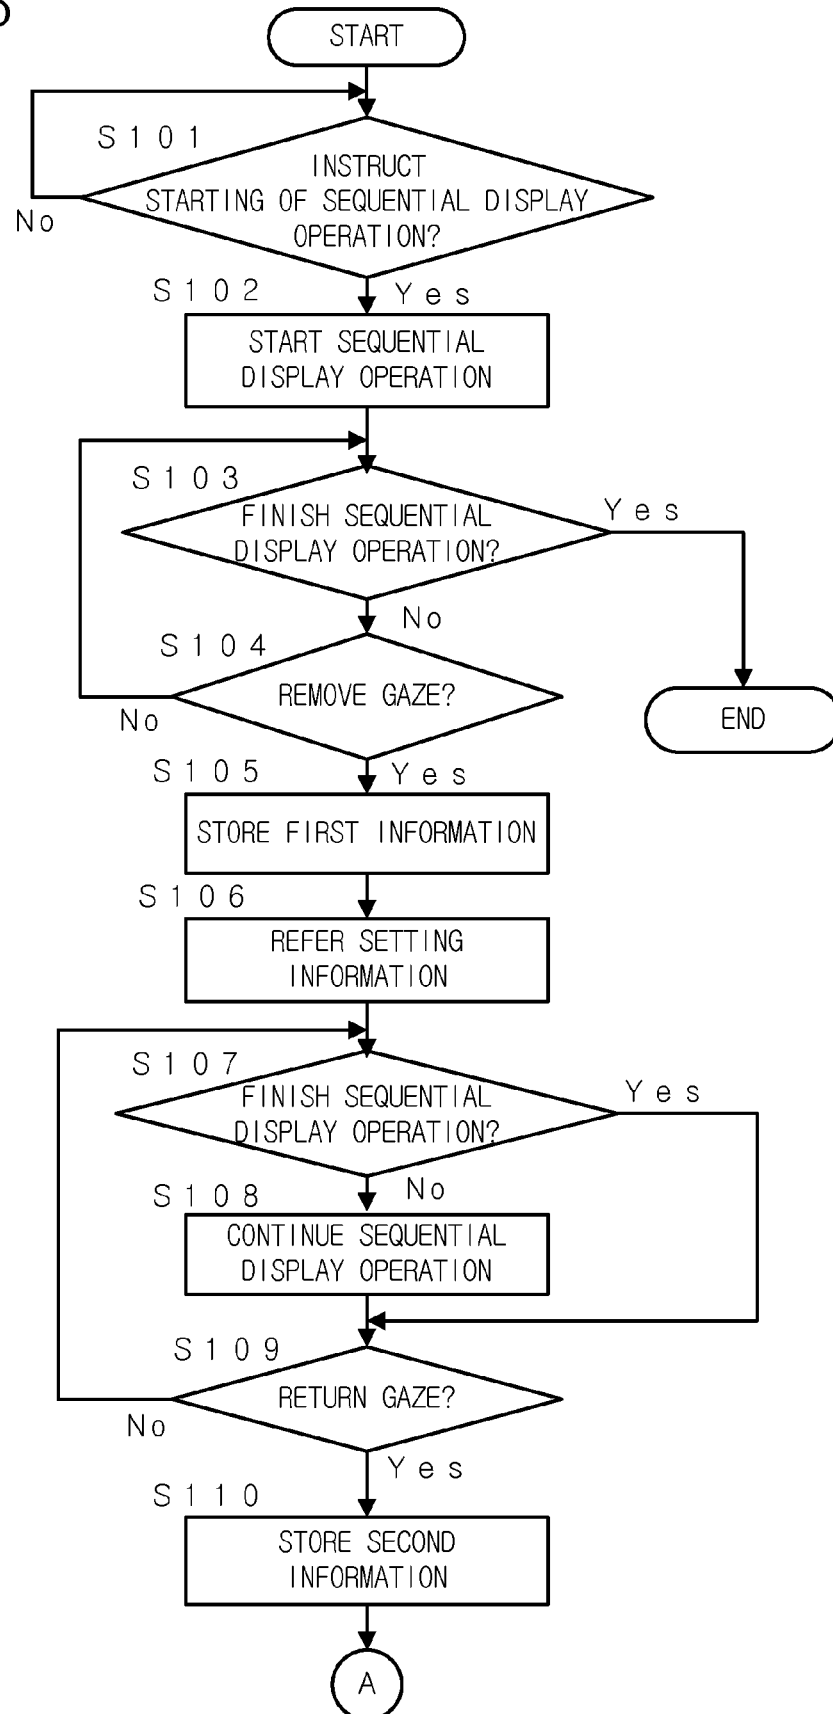 START
S101
INSTRUCT
STARTING OF SEQUENTIAL DISPLAY
OPERATION?
No
S102
Yes
START SEQUENTIAL
DISPLAY OPERATION
S103
FINISH SEQUENTIAL
DISPLAY OPERATION?
Yes
No
S104
REMOVE GAZE?
No
END
S105
Yes
STORE FIRST INFORMATION
S106
REFER SETTING
INFORMATION
S107
FINISH SEQUENTIAL
DISPLAY OPERATION?
Yes
No
S108
CONTINUE SEQUENTIAL
DISPLAY OPERATION
S109
RETURN GAZE?
No
Yes
S110
STORE SECOND
INFORMATION
A